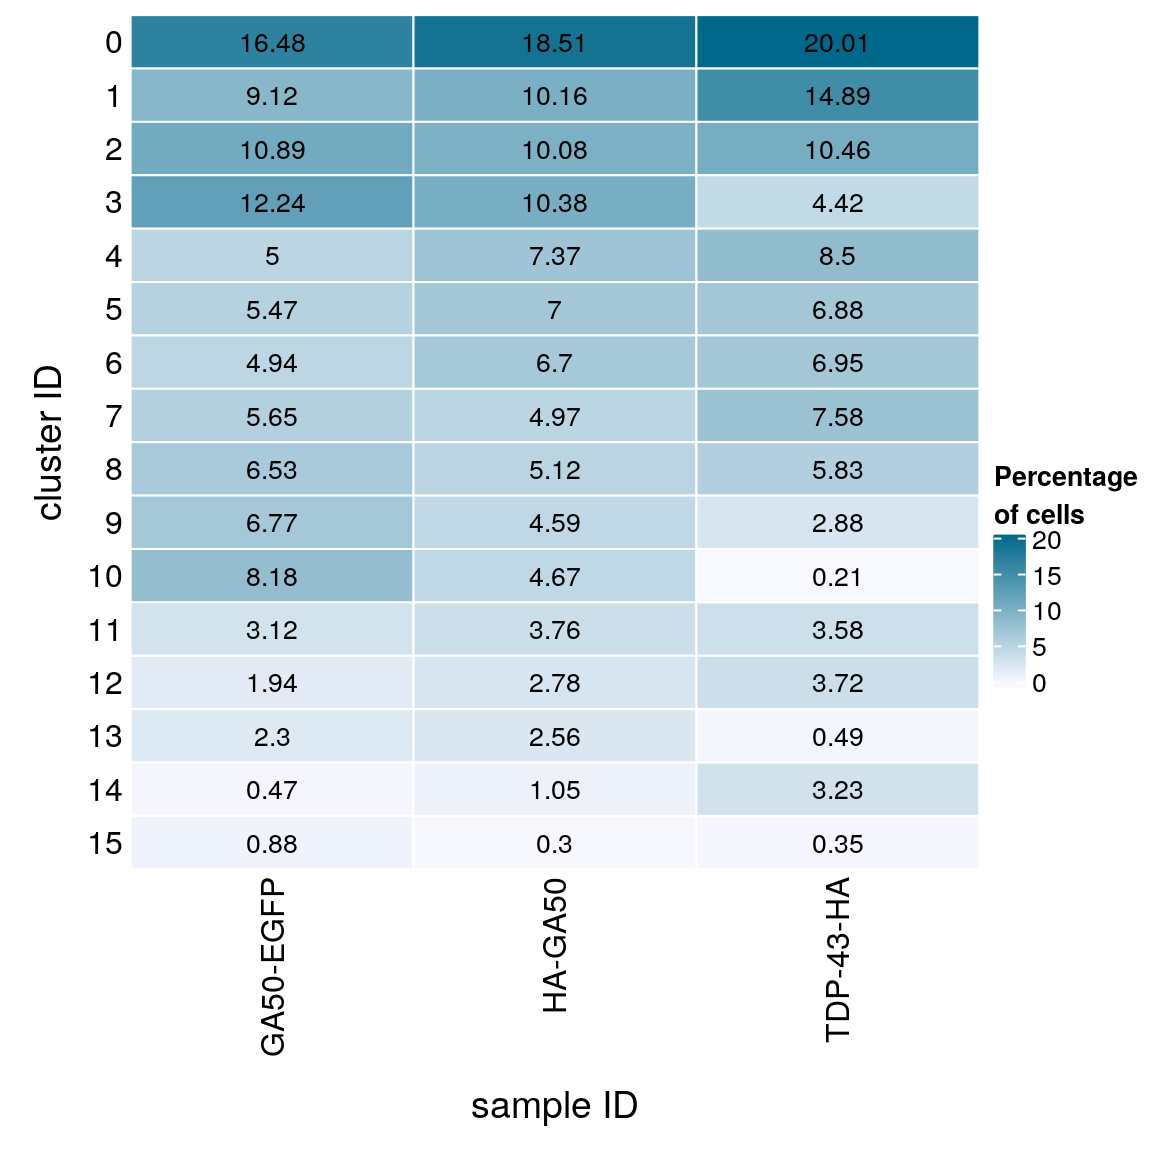 0 16.48 18.51 20.01
1 9.12 10.16 14.89
2 10.89 10.08 10.46
3 12.24 10.38 4.42
4 5 7.37 8.5
5 5.47 7 6.88
6 4.94 6.7 6.95
7 5.65 4.97 7.58
8 6.53 5.12 5.83
9 6.77 4.59 2.88
10 8.18 4.67 0.21
11 3.12 3.76 3.58
12 1.94 2.78 3.72
13 2.3 2.56 0.49
14 0.47 1.05 3.23
15 0.88 0.3 0.35
cluster ID
GA50-EGFP
HA-GA50
TDP-43-HA
sample ID
Percentage
of cells
20
15
10
5
0